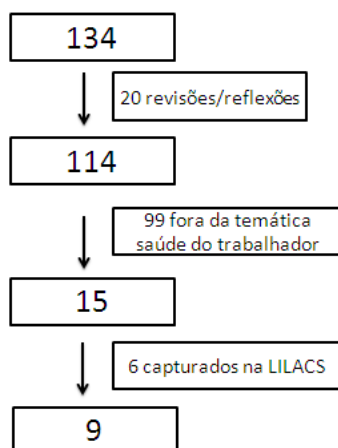 134
20 revisões/reflexões
114
99 fora da temática
saúde do trabalhador
15
6 capturados na LILACS
9